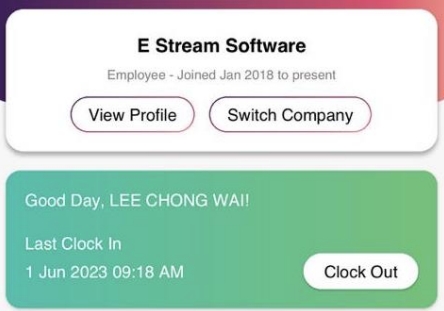 E Stream Software
Employee - Joined Jan 2018 to present
View Profile
Switch Company
Good Day, LEE CHONG WAI!
Last Clock In
1 Jun 2023 09:18 AM
Clock Out